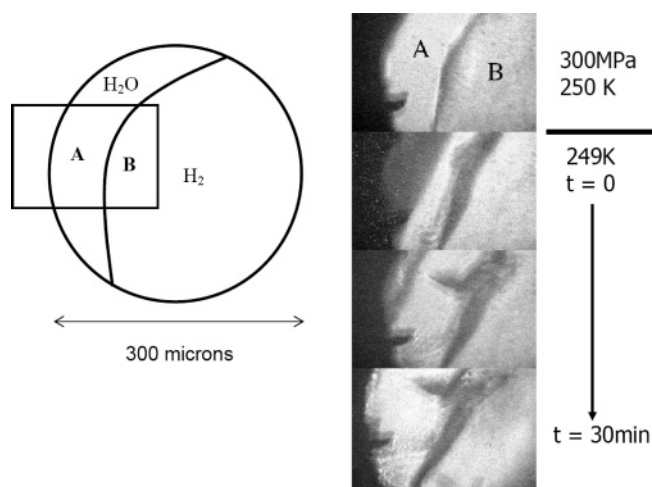 H₂O
A
B
H₂
300 microns
A
B
300MPa
250 K
249K
t = 0
t = 30min